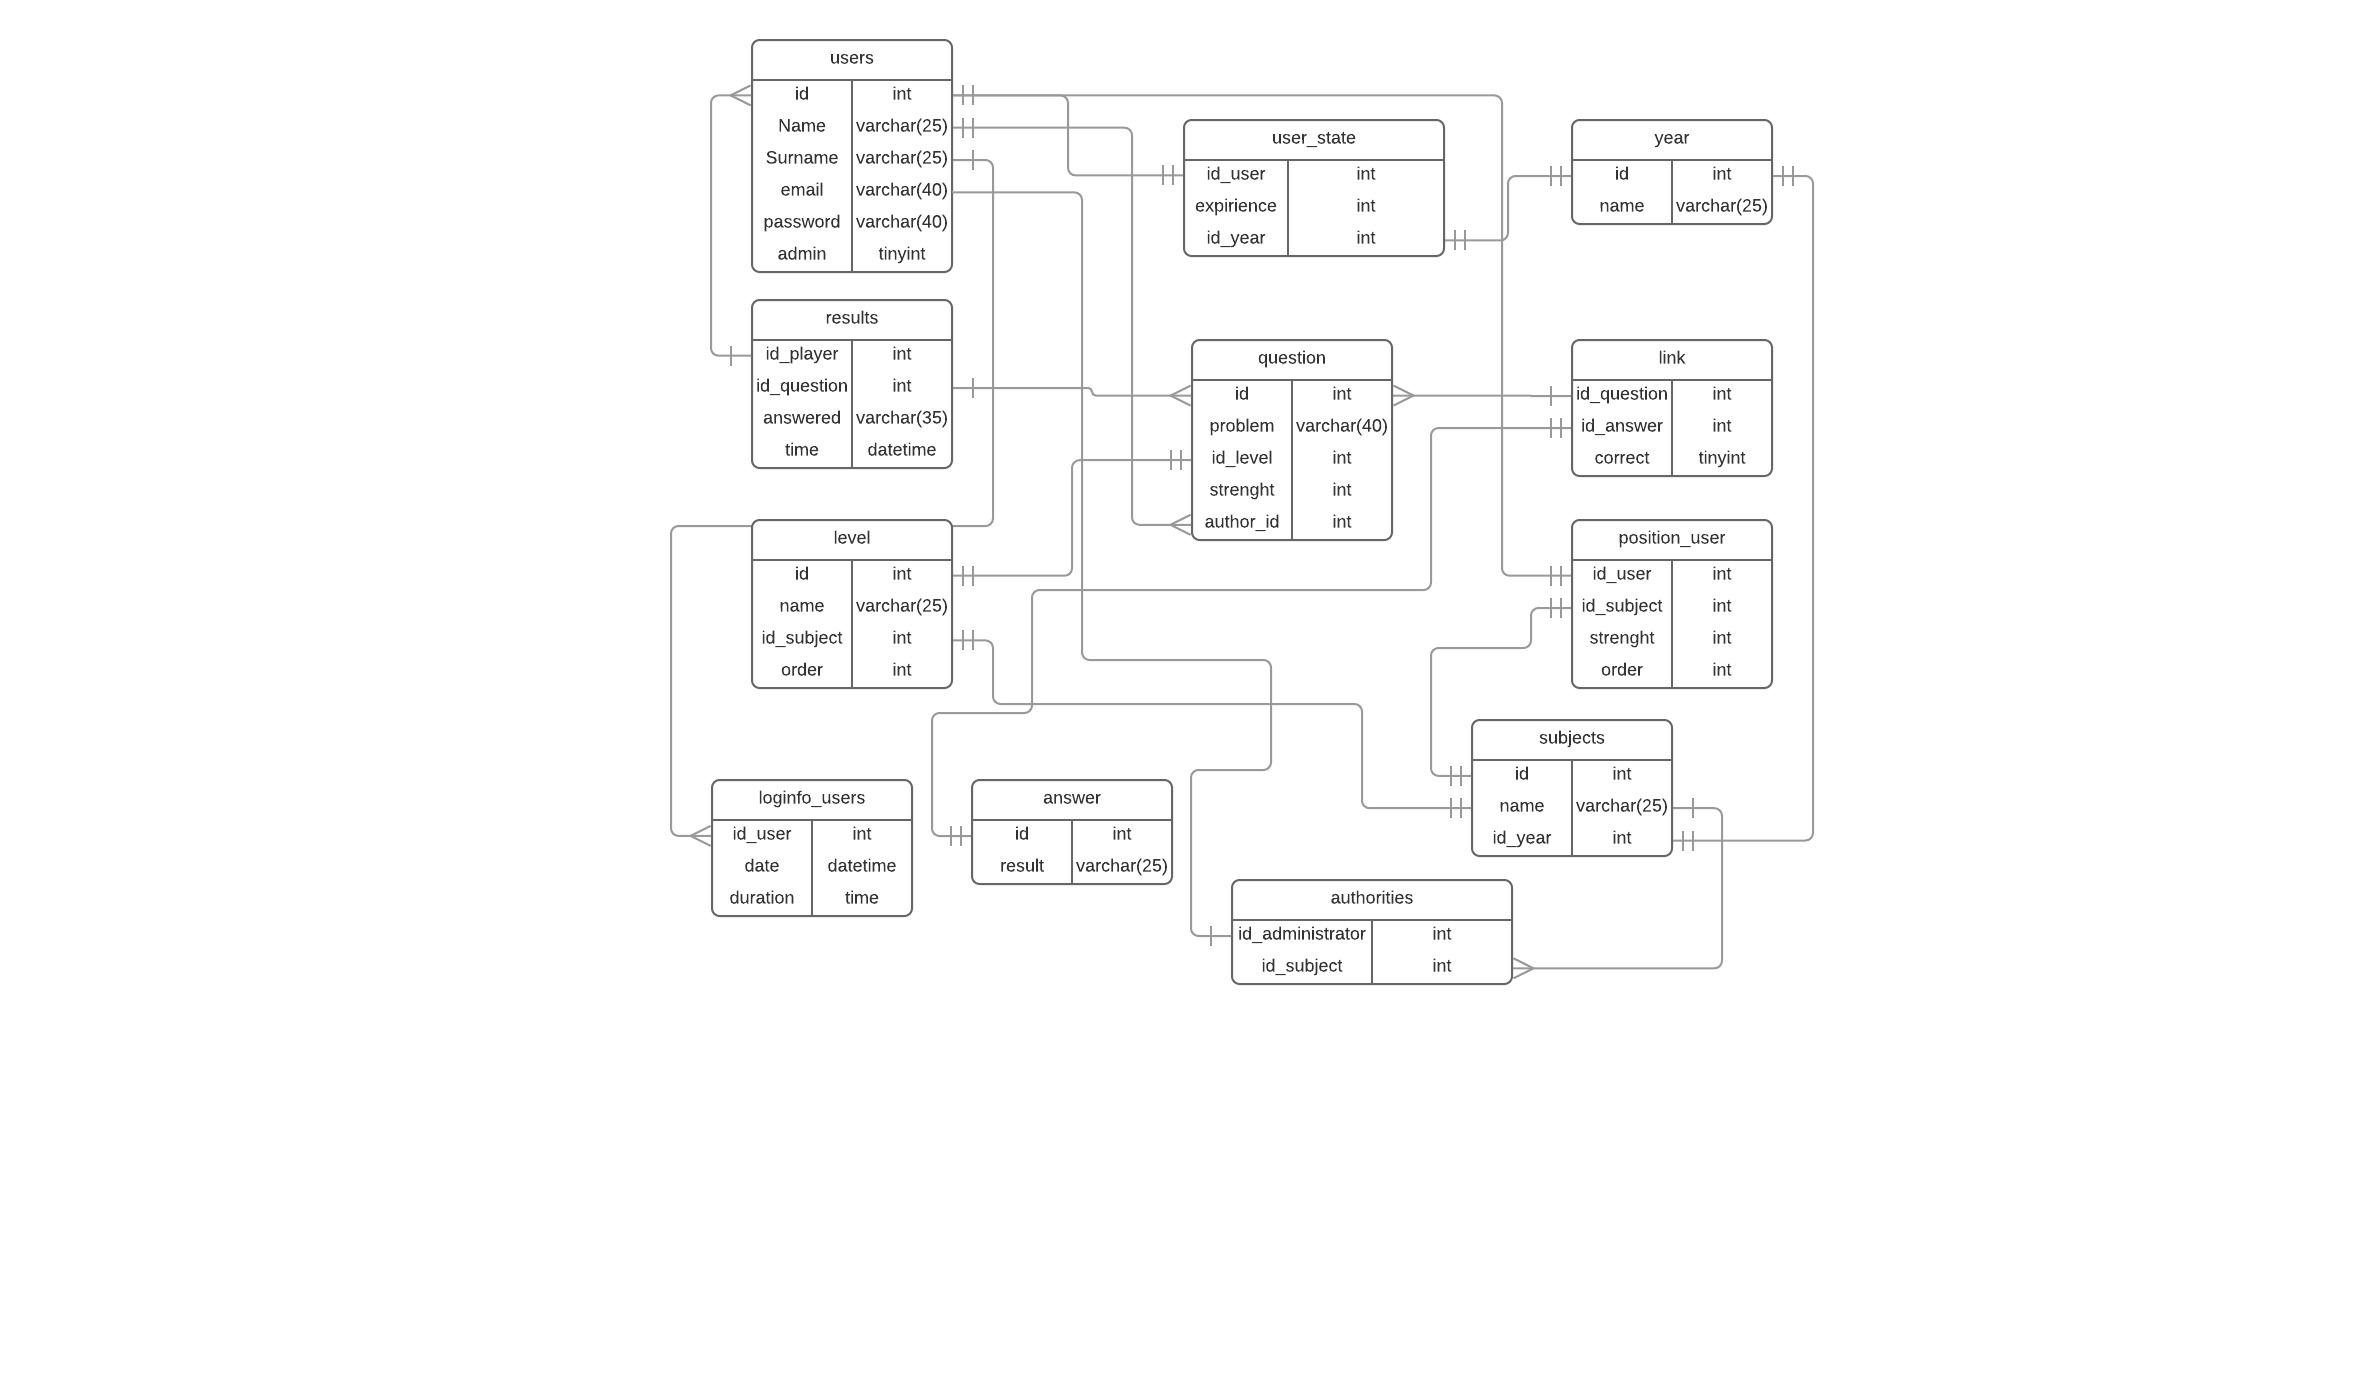 users
id int
Name varchar(25)
Surname varchar(25)
email varchar(40)
password varchar(40)
admin tinyint
user_state
id_user int
expirience int
id_year int
year
id int
name varchar(25)
results
id_player int
id_question int
answered varchar(35)
time datetime
question
id int
problem varchar(40)
id_level int
strenght int
author_id int
link
id_question int
id_answer int
correct tinyint
level
id int
name varchar(25)
id_subject int
order int
position_user
id_user int
id_subject int
strenght int
order int
subjects
id int
name varchar(25)
id_year int
loginfo_users
id_user int
date datetime
duration time
answer
id int
result varchar(25)
authorities
id_administrator int
id_subject int